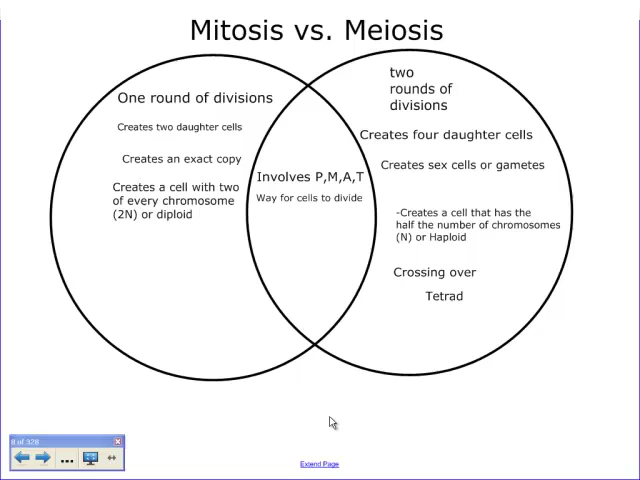 Mitosis vs. Meiosis
One round of divisions
Creates two daughter cells
Creates an exact copy
Creates a cell with two
of every chromosome
(2N) or diploid
Involves P,M,A,T
Way for cells to divide
two
rounds of
divisions
Creates four daughter cells
Creates sex cells or gametes
-Creates a cell that has the
half the number of chromosomes
(N) or Haploid
Crossing over
Tetrad
8 of 328
Extend Page